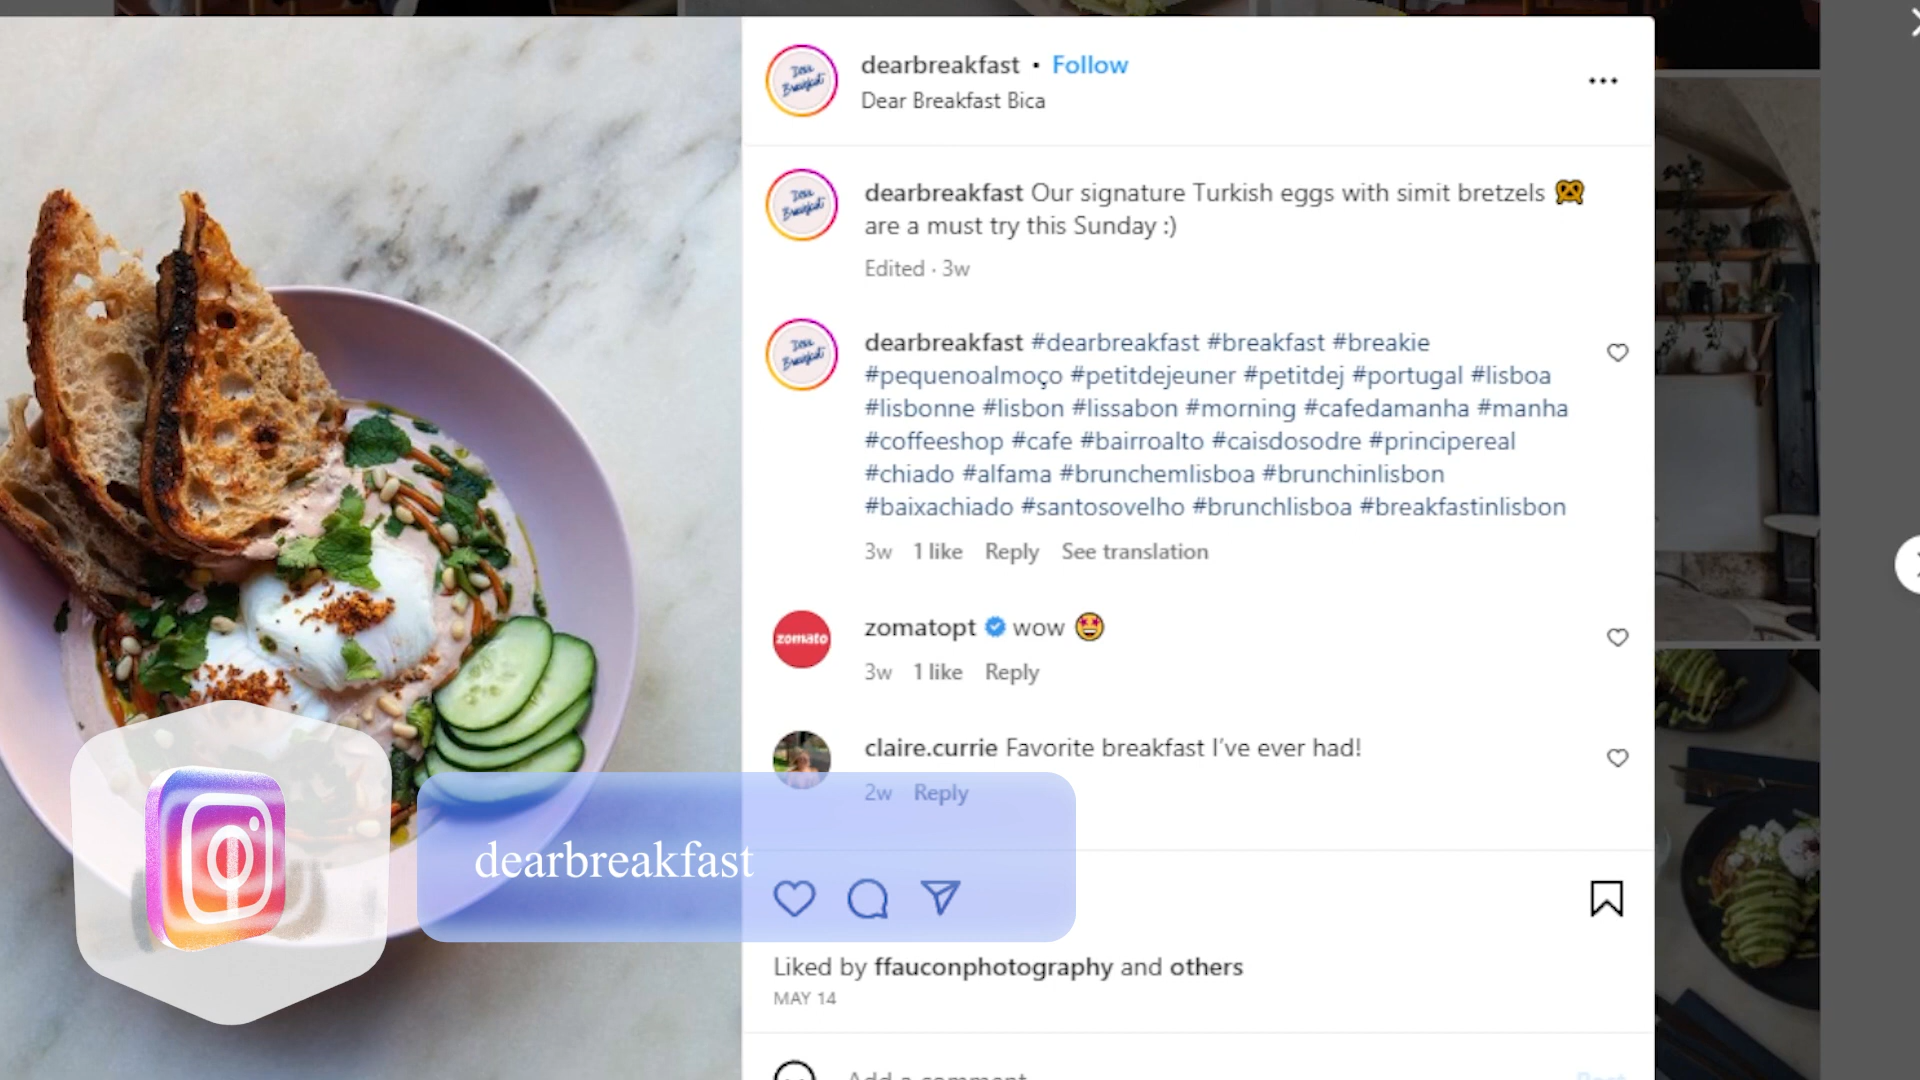 dearbreakfast • Follow
Dear Breakfast Bica
dearbreakfast Our signature Turkish eggs with simit bretzels 🥨
are a must try this Sunday :)
Edited · 3w
dearbreakfast #dearbreakfast #breakfast #breakie
#pequenoalmoço #petitdejeuner #petitdej #portugal #lisboa
#lisbonne #lisbon #lissabon #morning #cafedamanha #manha
#coffeeshop #cafe #bairroalto #caisdosodre #principereal
#chiado #alfama #brunchemlisboa #brunchinlisbon
#baixachiado #santosovelho #brunchlisboa #breakfastinlisbon
3w 1 like Reply See translation
zomato
zomatopt wow 🤩
3w 1 like Reply
claire.currie Favorite breakfast I've ever had!
2w Reply
dearbreakfast
Liked by ffauconphotography and others
MAY 14
Add a comment
Post